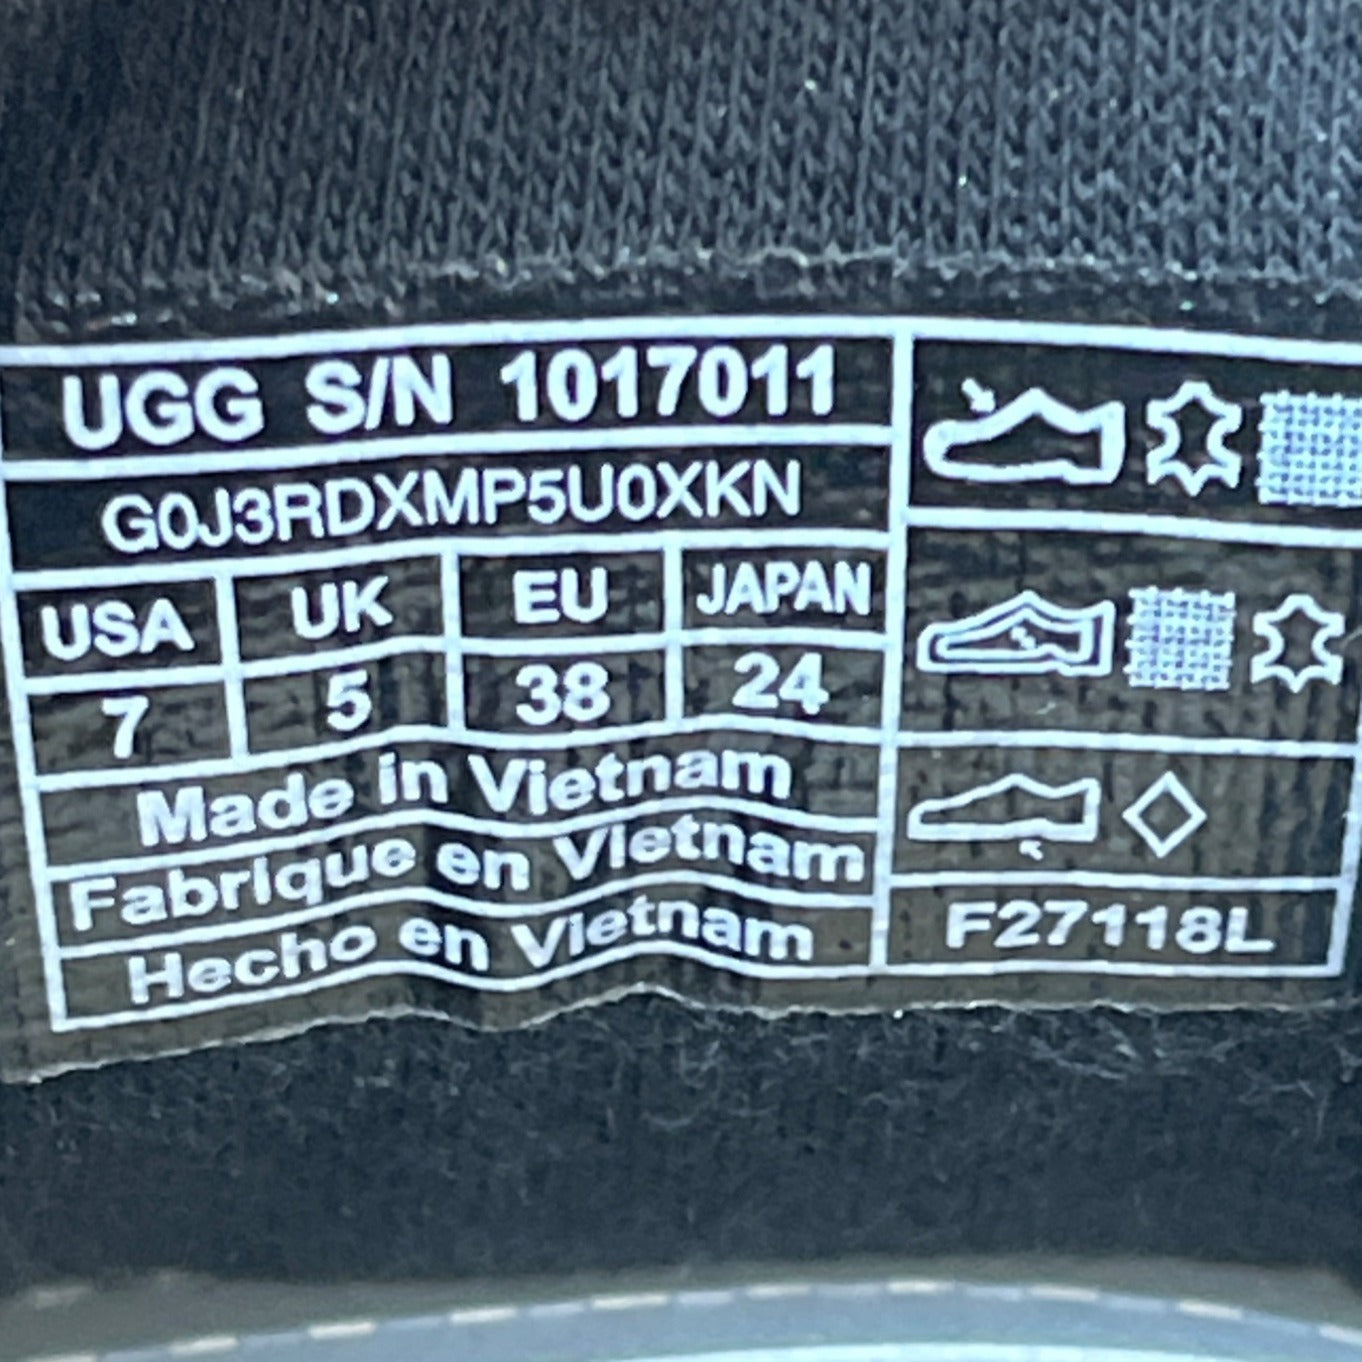 UGG S/N 1017011
G0J3RDXMP5U0XKN
USA UK EU JAPAN
7 5 38 24
Made in Vietnam
Fabrique en Vietnam
Hecho en Vietnam
F27118L